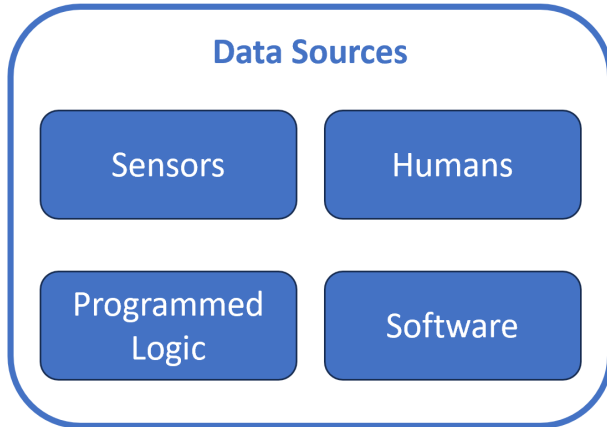 Data Sources
Sensors
Humans
Programmed
Logic
Software